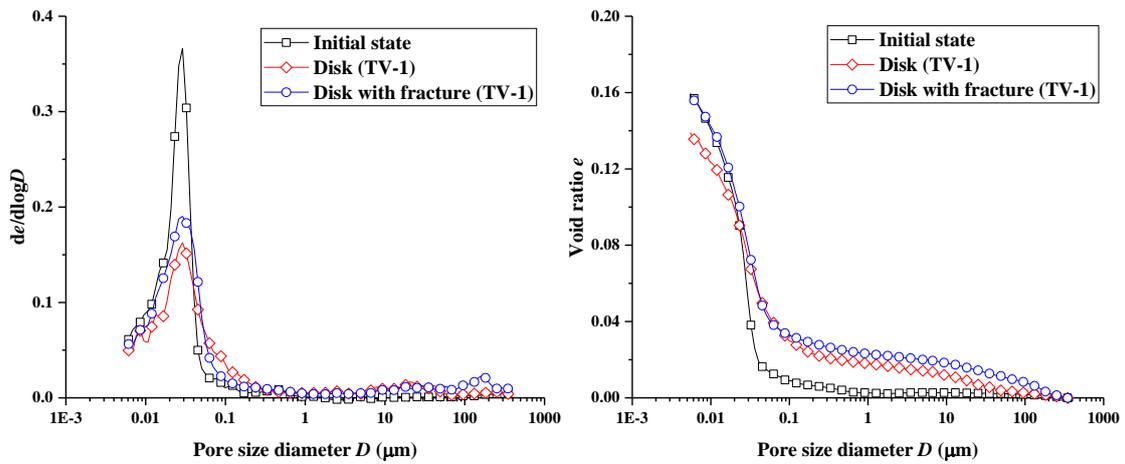 0.4
0.3
0.2
0.1
0.0
de/dlogD
1E-3 0.01 0.1 1 10 100 1000
Pore size diameter D (μm)
Initial state
Disk (TV-1)
Disk with fracture (TV-1)
0.20
0.16
0.12
0.08
0.04
0.00
Void ratio e
1E-3 0.01 0.1 1 10 100 1000
Pore size diameter D (μm)
Initial state
Disk (TV-1)
Disk with fracture (TV-1)